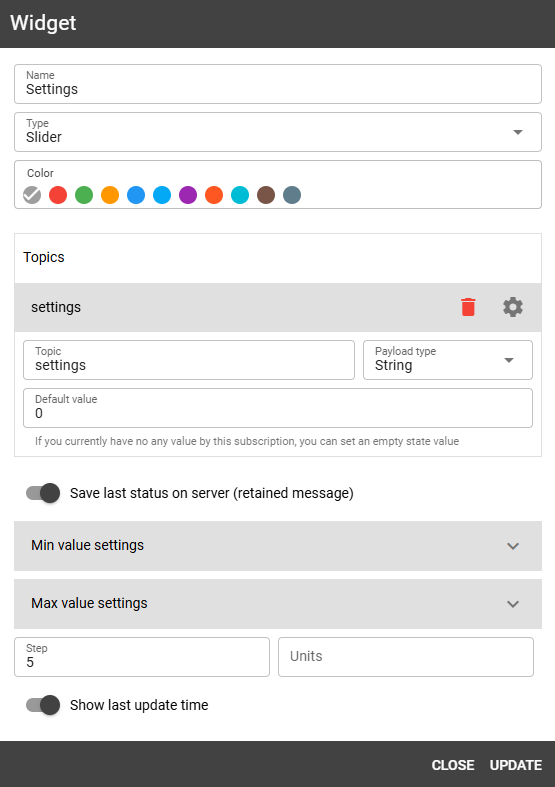 Widget
Name
Settings
Type
Slider
Color
Topics
settings
Topic
settings
Payload type
String
Default value
0
If you currently have no any value by this subscription, you can set an empty state value
Save last status on server (retained message)
Min value settings
Max value settings
Step
5
Units
Show last update time
CLOSE UPDATE